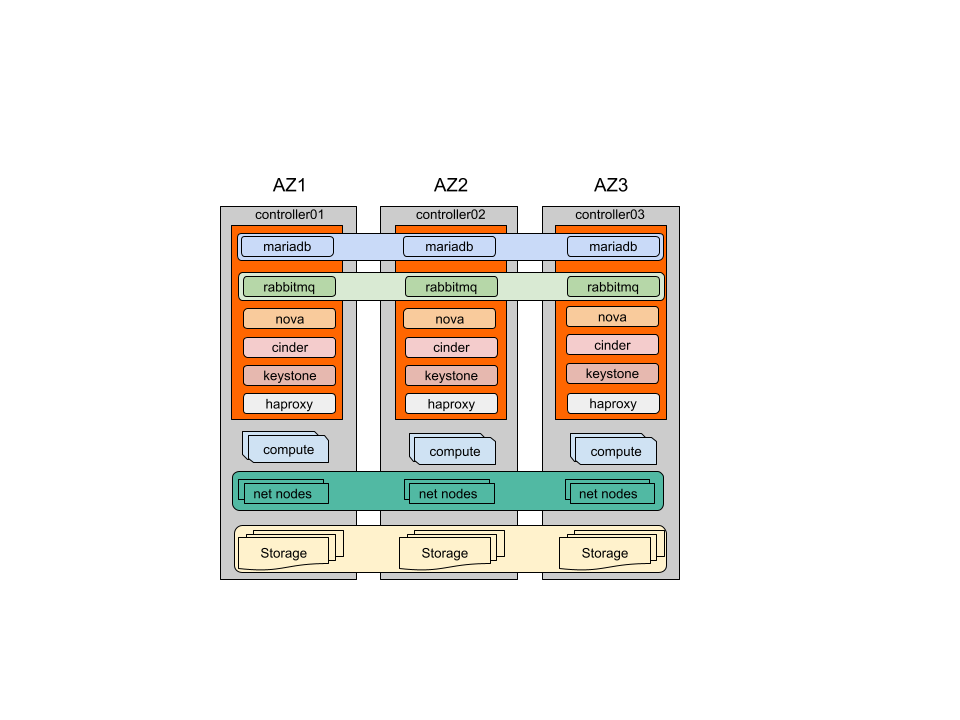 AZ1
AZ2
AZ3
controller01
controller02
controller03
mariadb
mariadb
mariadb
rabbitmq
rabbitmq
rabbitmq
nova
nova
nova
cinder
cinder
cinder
keystone
keystone
keystone
haproxy
haproxy
haproxy
compute
compute
compute
net nodes
net nodes
net nodes
Storage
Storage
Storage